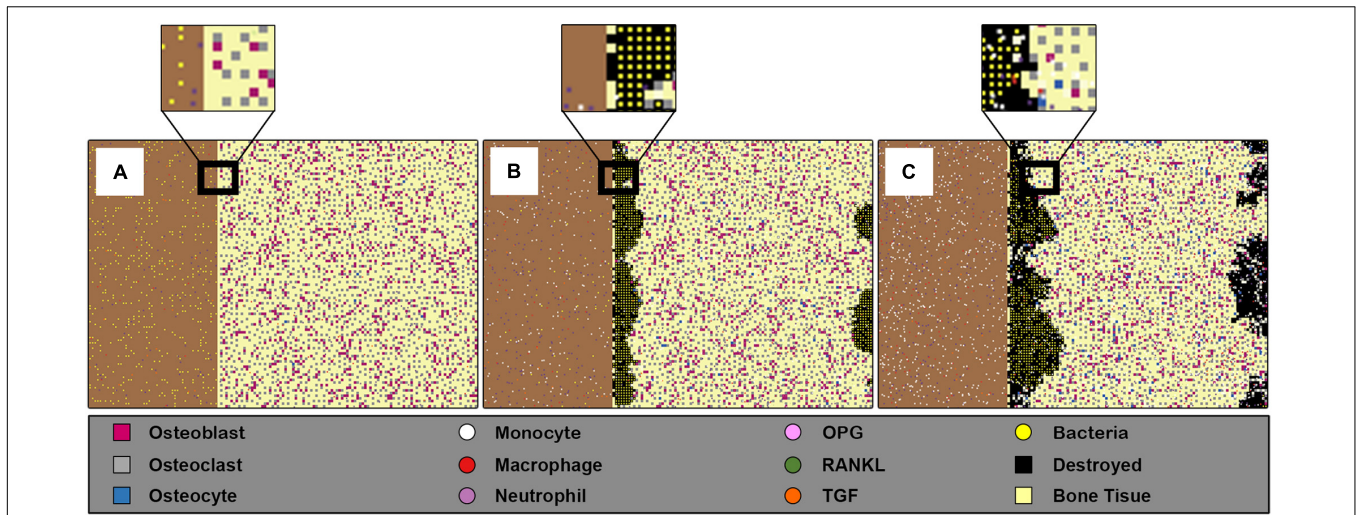 A
B
C
Osteoblast Monocyte OPG Bacteria
Osteoclast Macrophage RANKL Destroyed
Osteocyte Neutrophil TGF Bone Tisue